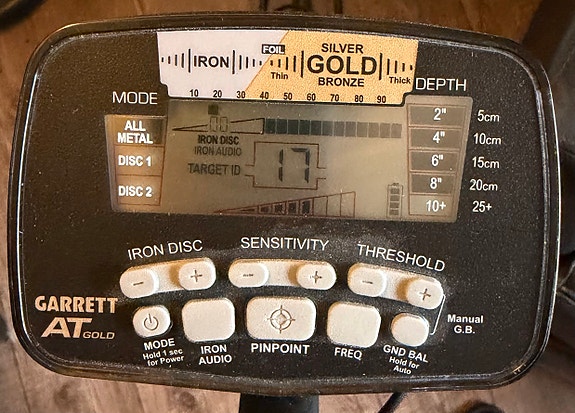 IRON FOIL SILVER
GOLD
Thin BRONZE Thick
10 20 30 40 50 60 70 80 90
MODE
DEPTH
ALL METAL
DISC 1
DISC 2
00
IRON DISC
IRON AUDIO
TARGET ID
17
2" 5cm
4" 10cm
6" 15cm
8" 20cm
10+ 25+
IRON DISC SENSITIVITY THRESHOLD
- + - + - +
GARRETT
AT GOLD
MODE
Hold 1 sec
for Power
IRON
AUDIO
PINPOINT
FREQ
GND BAL
Hold for
Auto
Manual
G.B.